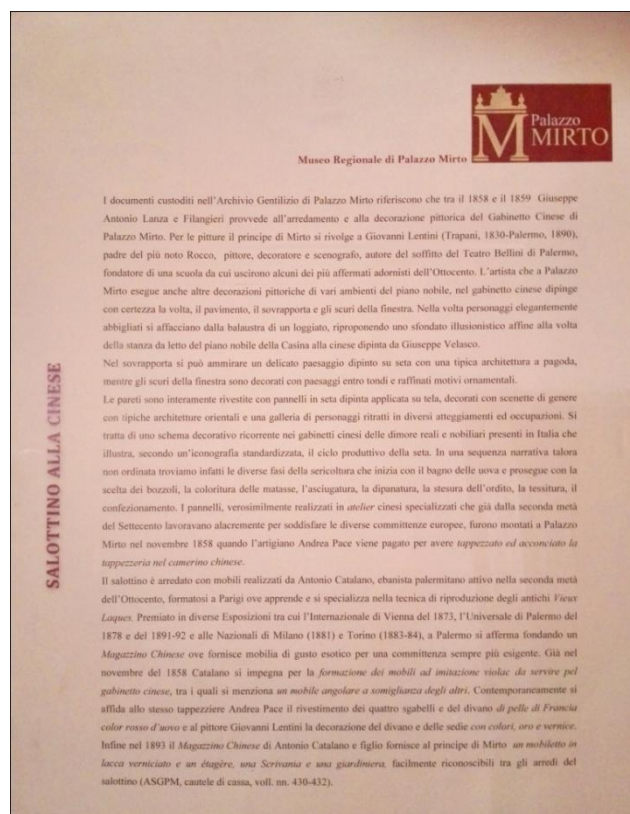 Palazzo
MIRTO
Museo Regionale di Palazzo Mirto
SALOTTINO ALLA CINESE
I documenti custoditi nell'Archivio Gentilizio di Palazzo Mirto riferiscono che tra il 1858 e il 1859 Giuseppe
Antonio Lanza e Filangieri provvede all'arredamento e alla decorazione pittorica del Gabinetto Cinese di
Palazzo Mirto. Per le pitture il principe di Mirto si rivolge a Giovanni Lentini (Trapani, 1830-Palermo, 1890),
padre del più noto Rocco, pittore, decoratore e scenografo, autore del soffitto del Teatro Bellini di Palermo,
fondatore di una scuola da cui uscirono alcuni dei più affermati adornisti dell'Ottocento. L'artista che a Palazzo
Mirto esegue anche altre decorazioni pittoriche di vari ambienti del piano nobile, nel gabinetto cinese dipinge
con certezza la volta, il pavimento, il sovrapporta e gli scuri della finestra. Nella volta personaggi elegantemente
abbigliati si affacciano dalla balaustra di un loggiato, riproponendo uno sfondato illusionistico affine alla volta
della stanza da letto del piano nobile della Casina alla cinese dipinta da Giuseppe Velasco.
Nel sovrapporta si può ammirare un delicato paesaggio dipinto su seta con una tipica architettura a pagoda,
mentre gli scuri della finestra sono decorati con paesaggi entro tondi e raffinati motivi ornamentali.
Le pareti sono interamente rivestite con pannelli in seta dipinta applicata su tela, decorati con scenette di genere
con tipiche architetture orientali e una galleria di personaggi ritratti in diversi atteggiamenti ed occupazioni. Si
tratta di uno schema decorativo ricorrente nei gabinetti cinesi delle dimore reali e nobiliari presenti in Italia che
illustra, secondo un'iconografia standardizzata, il ciclo produttivo della seta. In una sequenza narrativa talora
non ordinata troviamo infatti le diverse fasi della sericoltura che inizia con il bagno delle uova e prosegue con la
scelta dei bozzoli, la coloritura delle matasse, l'asciugatura, la dipanatura, la stesura dell'ordito, la tessitura, il
confezionamento. I pannelli, verosimilmente realizzati in atelier cinesi specializzati che già dalla seconda metà
del Settecento lavoravano alacremente per soddisfare le diverse committenze europee, furono montati a Palazzo
Mirto nel novembre 1858 quando l'artigiano Andrea Pace viene pagato per avere tappezzato ed acconciato la
tappezzeria nel camerino chinese.
Il salottino è arredato con mobili realizzati da Antonio Catalano, ebanista palermitano attivo nella seconda metà
dell'Ottocento, formatosi a Parigi ove apprende e si specializza nella tecnica di riproduzione degli antichi Vieux
Laques. Premiato in diverse Esposizioni tra cui l'Internazionale di Vienna del 1873, l'Universale di Palermo del
1878 e del 1891-92 e alle Nazionali di Milano (1881) e Torino (1883-84), a Palermo si afferma fondando un
Magazzino Chinese ove fornisce mobilia di gusto esotico per una committenza sempre più esigente. Già nel
novembre del 1858 Catalano si impegna per la formazione dei mobili ad imitazione violac da servire pel
gabinetto cinese, tra i quali si menziona un mobile angolare a somiglianza degli altri. Contemporaneamente si
affida allo stesso tappezziere Andrea Pace il rivestimento dei quattro sgabelli e del divano di pelle di Francia
color rosso d'uovo e al pittore Giovanni Lentini la decorazione del divano e delle sedie con colori, oro e vernice.
Infine nel 1893 il Magazzino Chinese di Antonio Catalano e figlio fornisce al principe di Mirto un mobiletto in
lacca verniciato e un étagère, una Scrivania e una giardiniera, facilmente riconoscibili tra gli arredi del
salottino (ASGPM, cautele di cassa, voll. nn. 430-432).